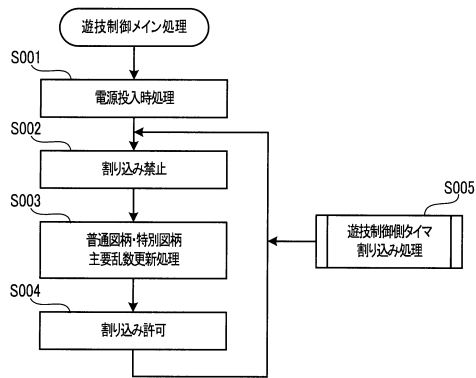 遊技制御メイン処理
S001
電源投入時処理
S002
割り込み禁止
S003
普通図柄・特別図柄
主要乱数更新処理
S004
割り込み許可
S005
遊技制御側タイマ
割り込み処理